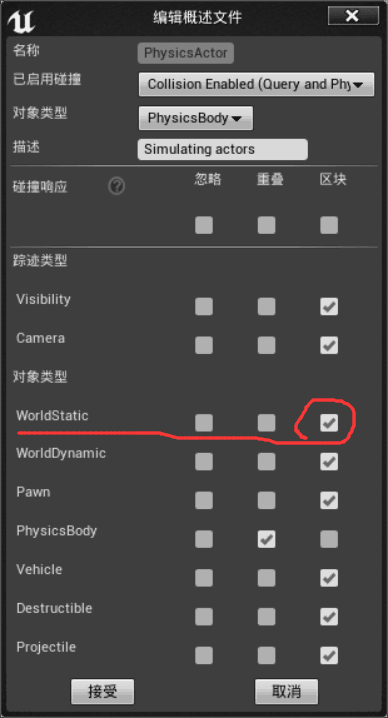 编辑概述文件
名称 PhysicsActor
已启用碰撞 Collision Enabled (Query and Phy
对象类型 PhysicsBody
描述 Simulating actors
碰撞响应 ? 忽略 重叠 区块
踪迹类型
Visibility
Camera
对象类型
WorldStatic
WorldDynamic
Pawn
PhysicsBody
Vehicle
Destructible
Projectile
接受 取消